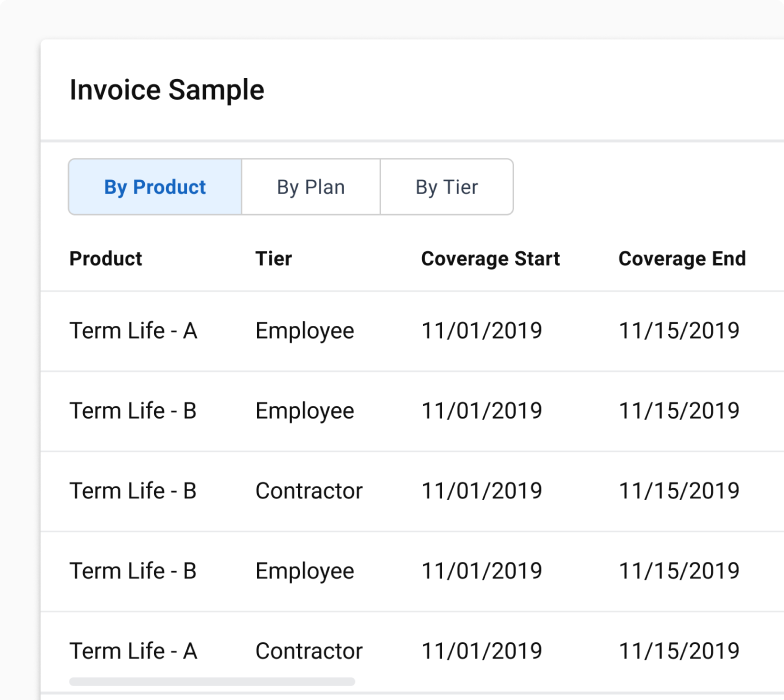 Invoice Sample
By Product By Plan By Tier
Product Tier Coverage Start Coverage End
Term Life - A Employee 11/01/2019 11/15/2019
Term Life - B Employee 11/01/2019 11/15/2019
Term Life - B Contractor 11/01/2019 11/15/2019
Term Life - B Employee 11/01/2019 11/15/2019
Term Life - A Contractor 11/01/2019 11/15/2019